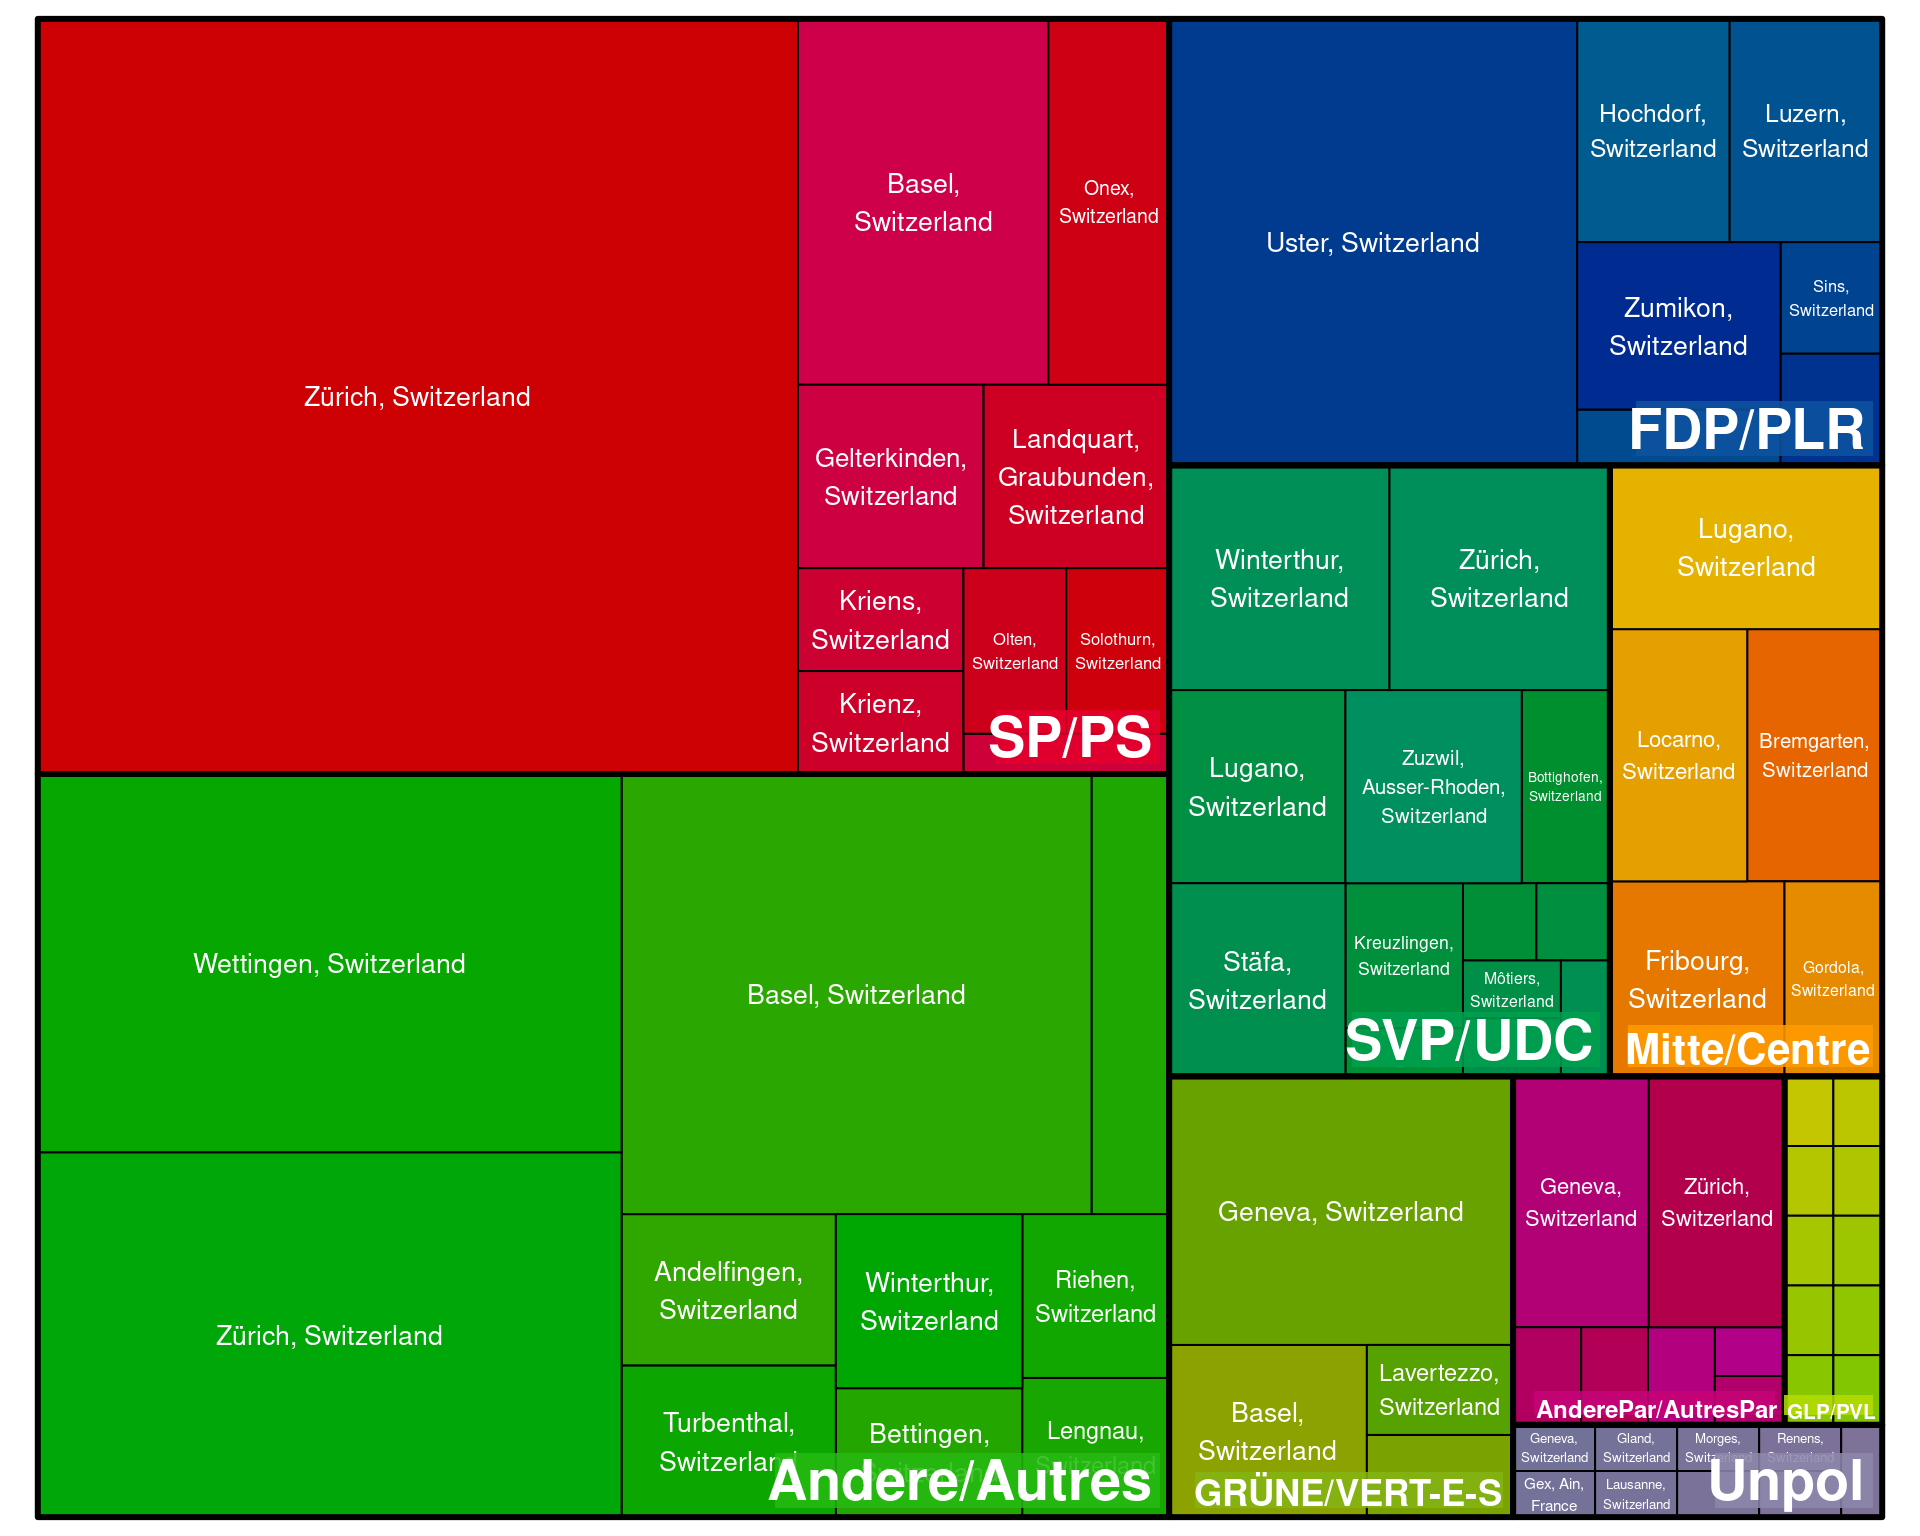 Zürich, Switzerland
Basel,
Switzerland
Onex,
Switzerland
Gelterkinden,
Switzerland
Landquart,
Graubunden,
Switzerland
Kriens,
Switzerland
Krienz,
Switzerland
Olten,
Switzerland
Solothurn,
Switzerland
SP/PS
Wettingen, Switzerland
Zürich, Switzerland
Basel, Switzerland
Andelfingen,
Switzerland
Turbenthal,
Switzerland
Winterthur,
Switzerland
Bettingen,
Switzerland
Riehen,
Switzerland
Lengnau,
Switzerland
Andere/Autres
Uster, Switzerland
Hochdorf,
Switzerland
Luzern,
Switzerland
Zumikon,
Switzerland
Sins,
Switzerland
FDP/PLR
Winterthur,
Switzerland
Zürich,
Switzerland
Lugano,
Switzerland
Zuzwil,
Ausser-Rhoden,
Switzerland
Bottighofen,
Switzerland
Stäfa,
Switzerland
Kreuzlingen,
Switzerland
Môtiers,
Switzerland
SVP/UDC
Lugano,
Switzerland
Locarno,
Switzerland
Bremgarten,
Switzerland
Fribourg,
Switzerland
Gordola,
Switzerland
Mitte/Centre
Geneva, Switzerland
Basel,
Switzerland
Lavertezzo,
Switzerland
GRÜNE/VERT-E-S
Geneva,
Switzerland
Zürich,
Switzerland
AnderePar/AutresPar
GLP/PVL
Geneva,
Switzerland
Gland,
Switzerland
Morges,
Switzerland
Renens,
Switzerland
Gex, Ain,
France
Lausanne,
Switzerland
Unpol